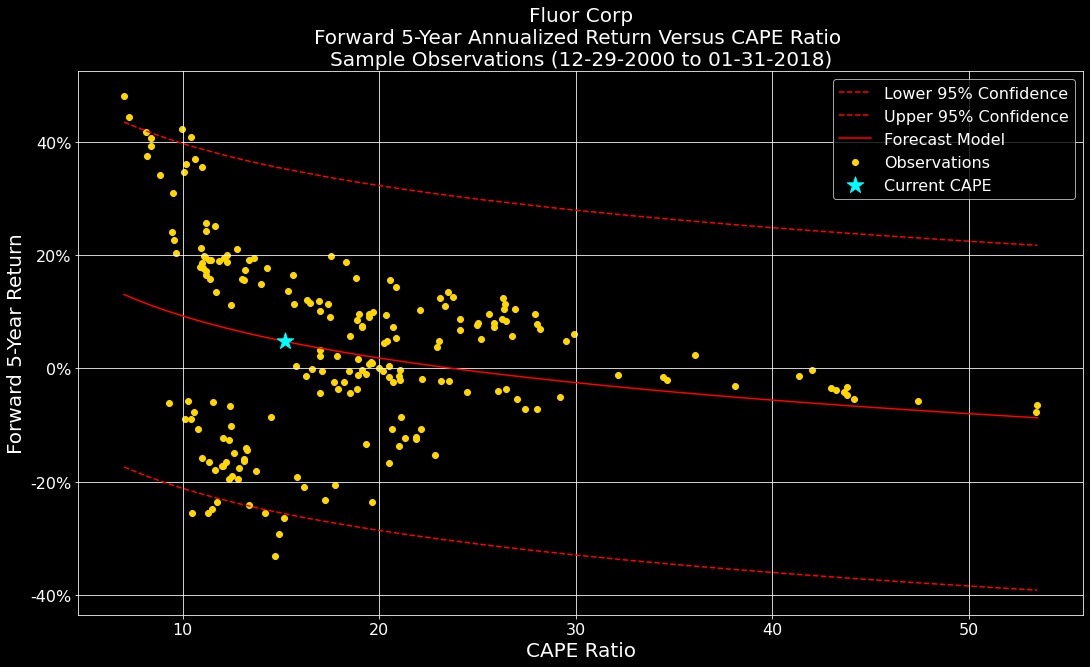 Fluor Corp
Forward 5-Year Annualized Return Versus CAPE Ratio
Sample Observations (12-29-2000 to 01-31-2018)
Lower 95% Confidence
Upper 95% Confidence
Forecast Model
Observations
Current CAPE
Forward 5-Year Return
40%
20%
0%
-20%
-40%
10 20 30 40 50
CAPE Ratio